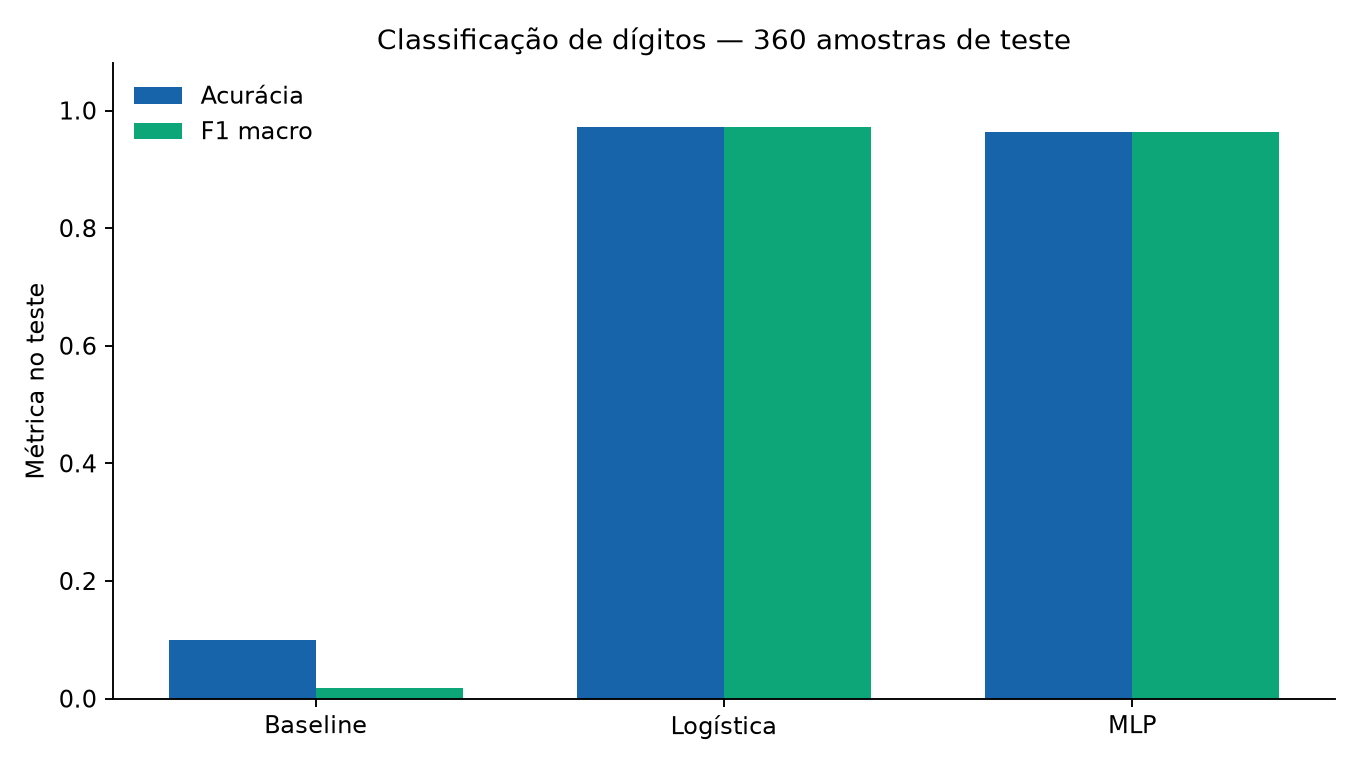 Classificação de dígitos — 360 amostras de teste
Acurácia
F1 macro
Métrica no teste
1.0
0.8
0.6
0.4
0.2
0.0
Baseline
Logística
MLP